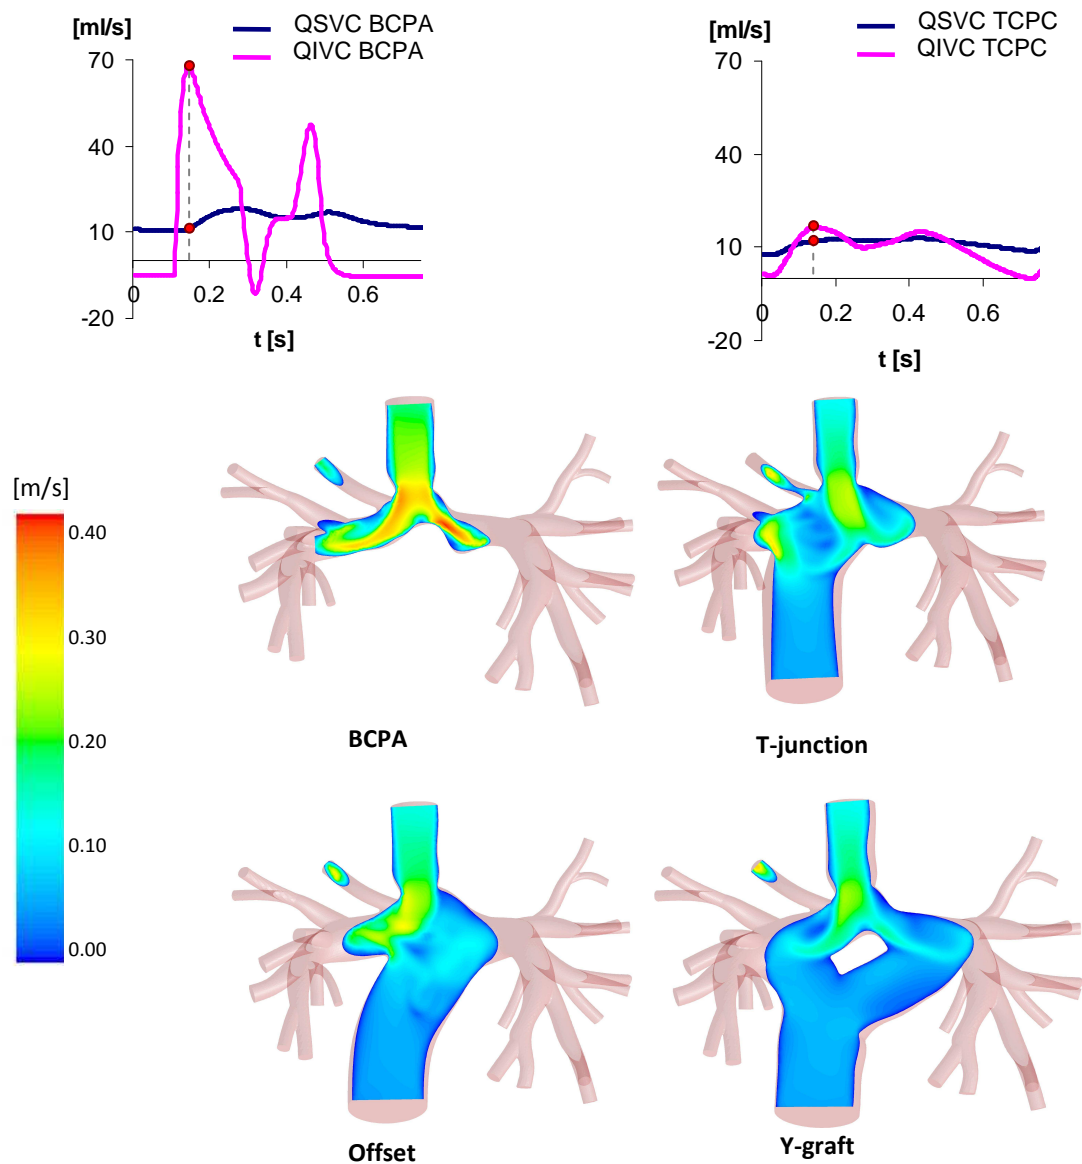 [ml/s]
QSVC BCPA
QIVC BCPA
70
40
10
-20
0
0.2
0.4
0.6
t [s]
[ml/s]
QSVC TCPC
QIVC TCPC
70
40
10
-20
0
0.2
0.4
0.6
t [s]
[m/s]
0.40
0.30
0.20
0.10
0.00
BCPA
T-junction
Offset
Y-graft